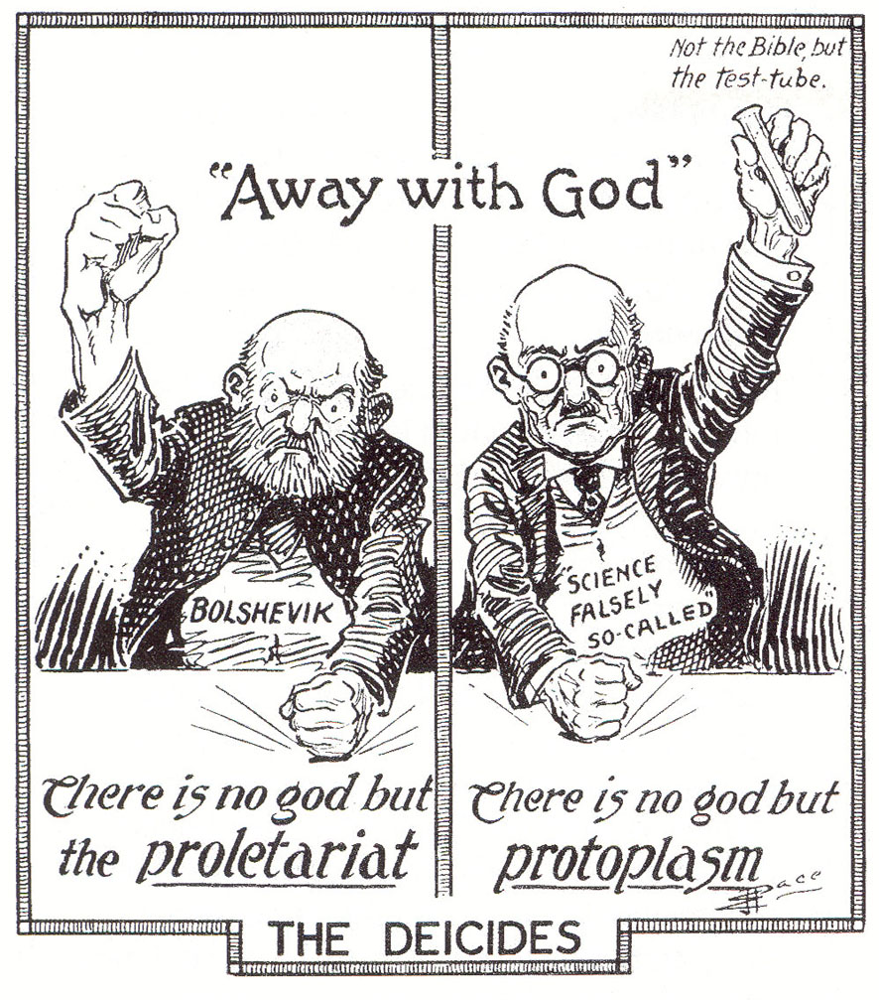 Not the Bible, but
the test-tube.
"Away with God"
BOLSHEVIK
"SCIENCE
FALSELY
SO-CALLED"
There is no god but
the proletariat
There is no god but
protoplasm
Pace
THE DEICIDES